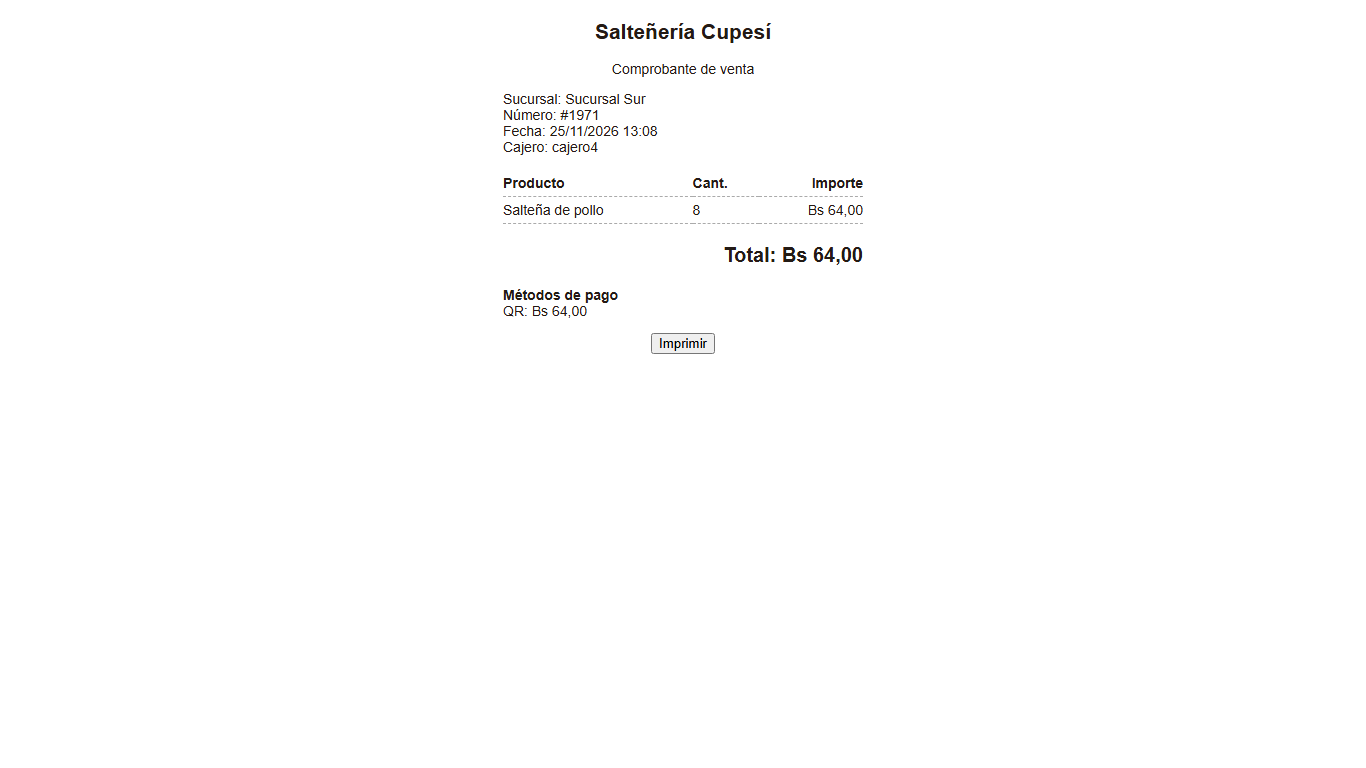 Salteñería Cupesí
Comprobante de venta
Sucursal: Sucursal Sur
Número: #1971
Fecha: 25/11/2026 13:08
Cajero: cajero4
Producto Cant. Importe
Salteña de pollo 8 Bs 64,00
Total: Bs 64,00
Métodos de pago
QR: Bs 64,00
Imprimir